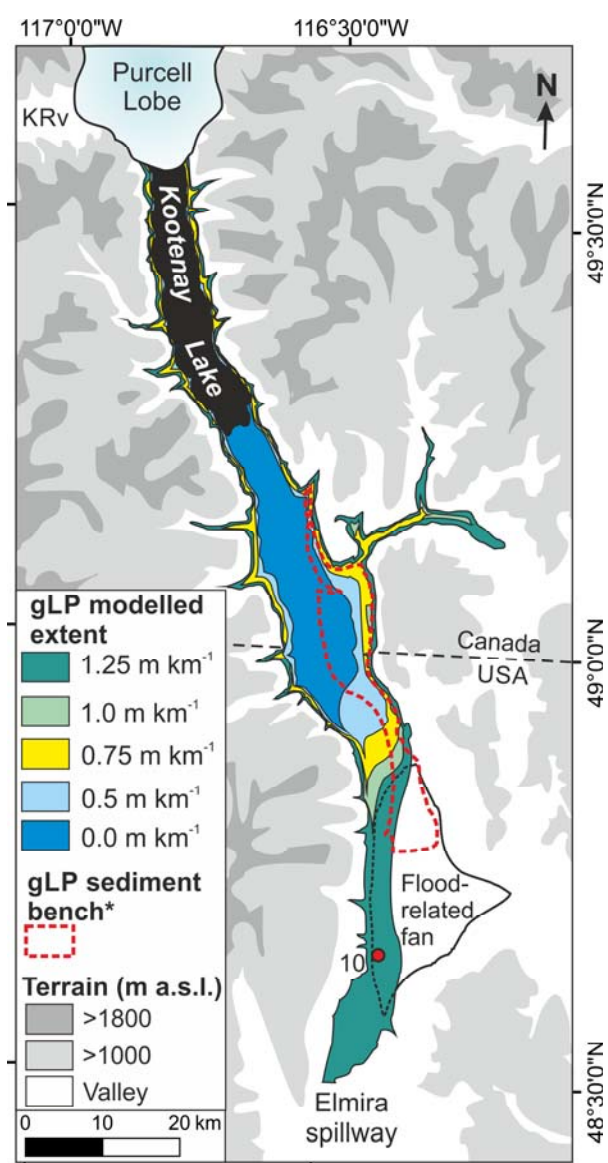 117°0'0"W
116°30'0"W
Purcell
Lobe
N
KRv
Kootenay
Lake
49°30'0"N
gLP modelled
extent
1.25 m km-1
1.0 m km-1
0.75 m km-1
0.5 m km-1
0.0 m km-1
Canada
USA
49°0'0"N
gLP sediment
bench*
Flood-
related
fan
10
Terrain (m a.s.l.)
>1800
>1000
Valley
0 10 20 km
Elmira
spillway
48°30'0"N